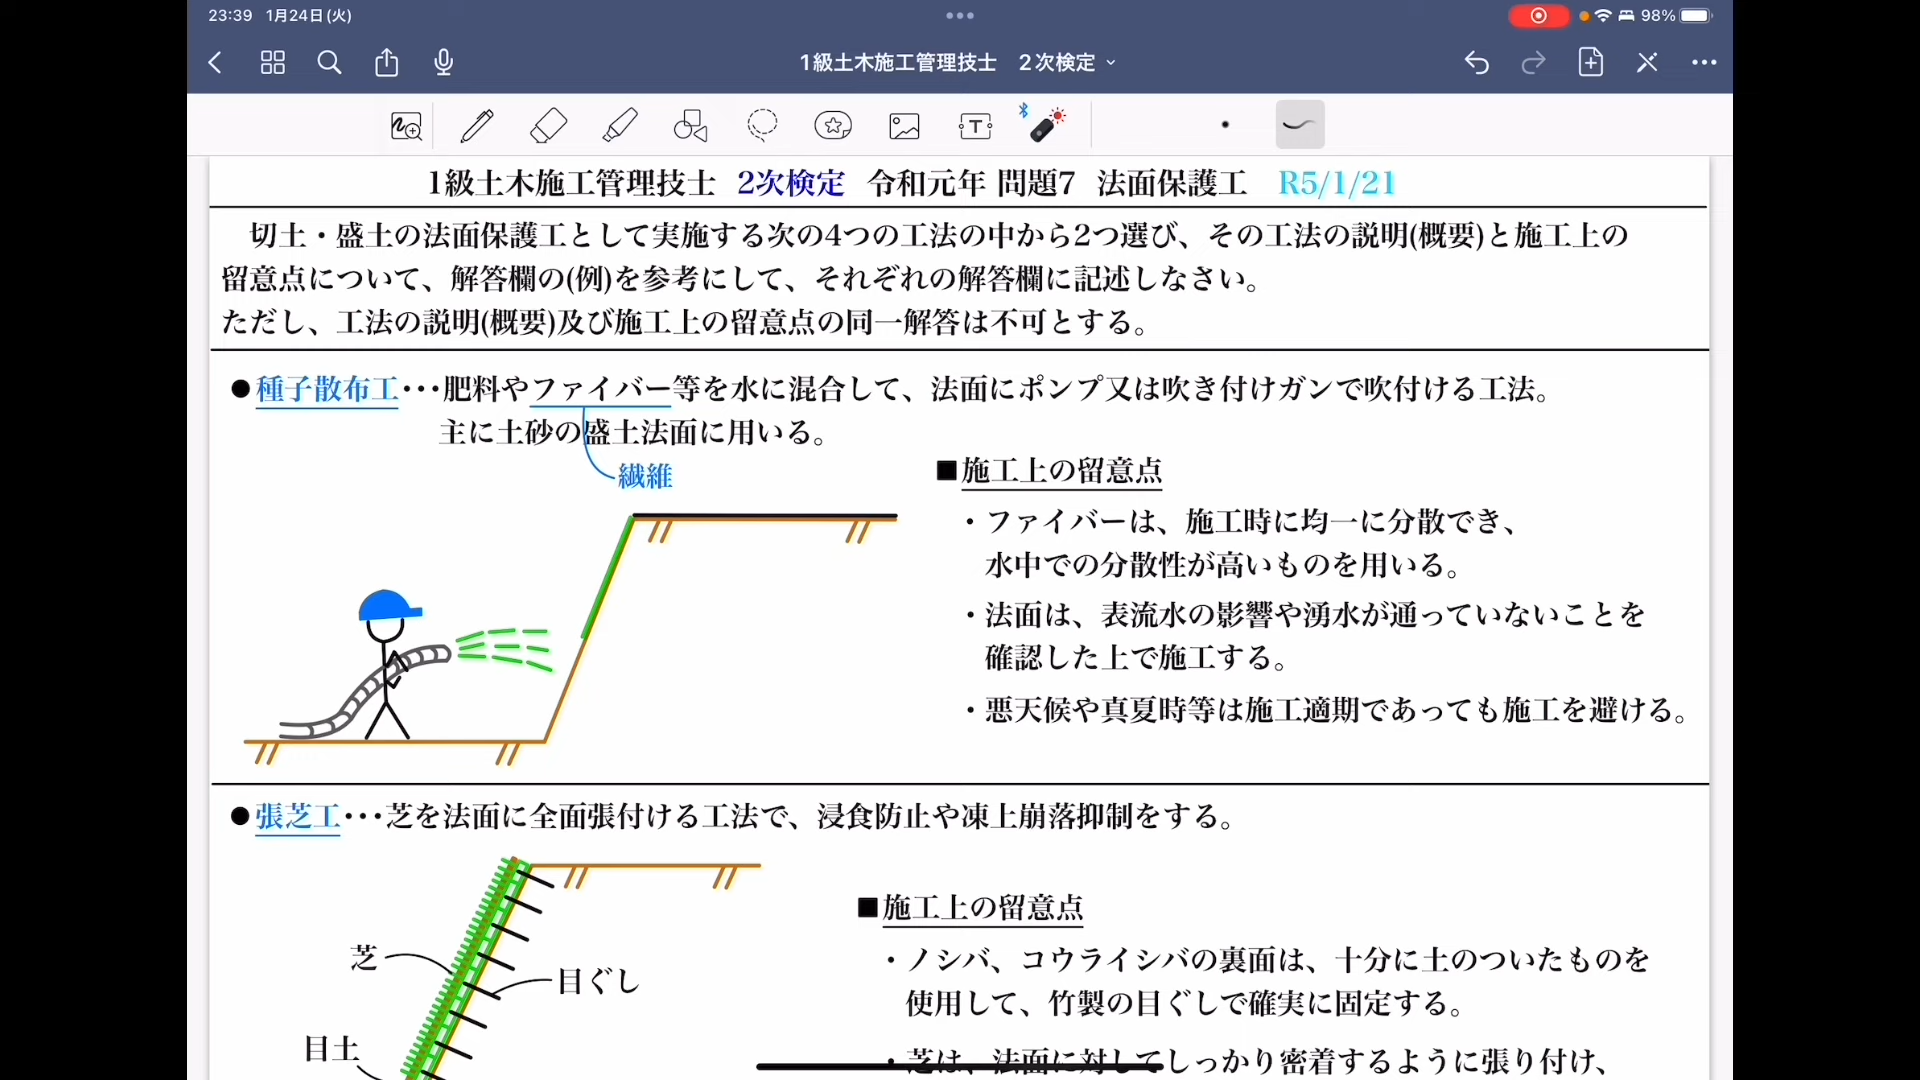 23:39 1月24日(火)
98%
1級土木施工管理技士 2次検定
1級土木施工管理技士 2次検定 令和元年 問題7 法面保護工 R5/1/21
切土・盛土の法面保護工として実施する次の4つの工法の中から2つ選び、その工法の説明(概要)と施工上の
留意点について、解答欄の(例)を参考にして、それぞれの解答欄に記述しなさい。
ただし、工法の説明(概要)及び施工上の留意点の同一解答は不可とする。
●種子散布工･･･肥料やファイバー等を水に混合して、法面にポンプ又は吹き付けガンで吹付ける工法。
主に土砂の盛土法面に用いる。
繊維
■施工上の留意点
・ファイバーは、施工時に均一に分散でき、
水中での分散性が高いものを用いる。
・法面は、表流水の影響や湧水が通っていないことを
確認した上で施工する。
・悪天候や真夏時等は施工適期であっても施工を避ける。
●張芝工･･･芝を法面に全面張付ける工法で、浸食防止や凍上崩落抑制をする。
芝
目ぐし
目土
■施工上の留意点
・ノシバ、コウライシバの裏面は、十分に土のついたものを
使用して、竹製の目ぐしで確実に固定する。
・芝は、法面に対してしっかり密着するように張り付け、